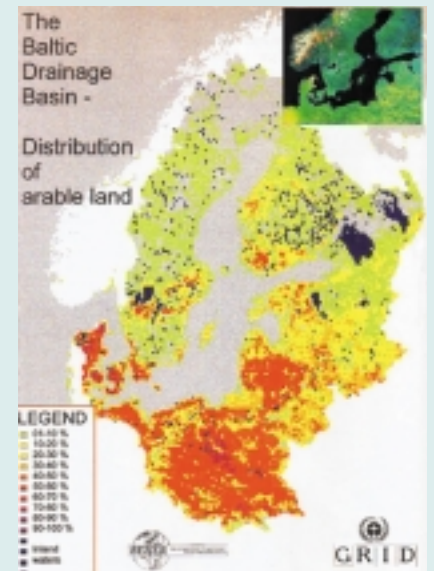 The
Baltic
Drainage
Basin -
Distribution
of
arable land
LEGEND
01-10 %
10-20 %
20-30 %
30-40 %
40-50 %
50-60 %
60-70 %
70-80 %
80-90 %
90-100 %
Inland
waters
GRID